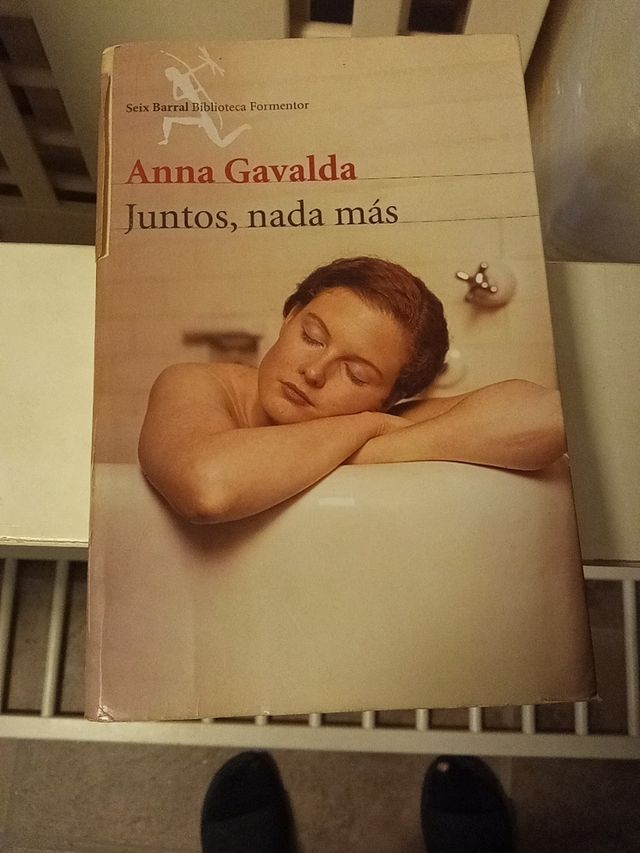 Seix Barral Biblioteca Formentor
Anna Gavalda
Juntos, nada más